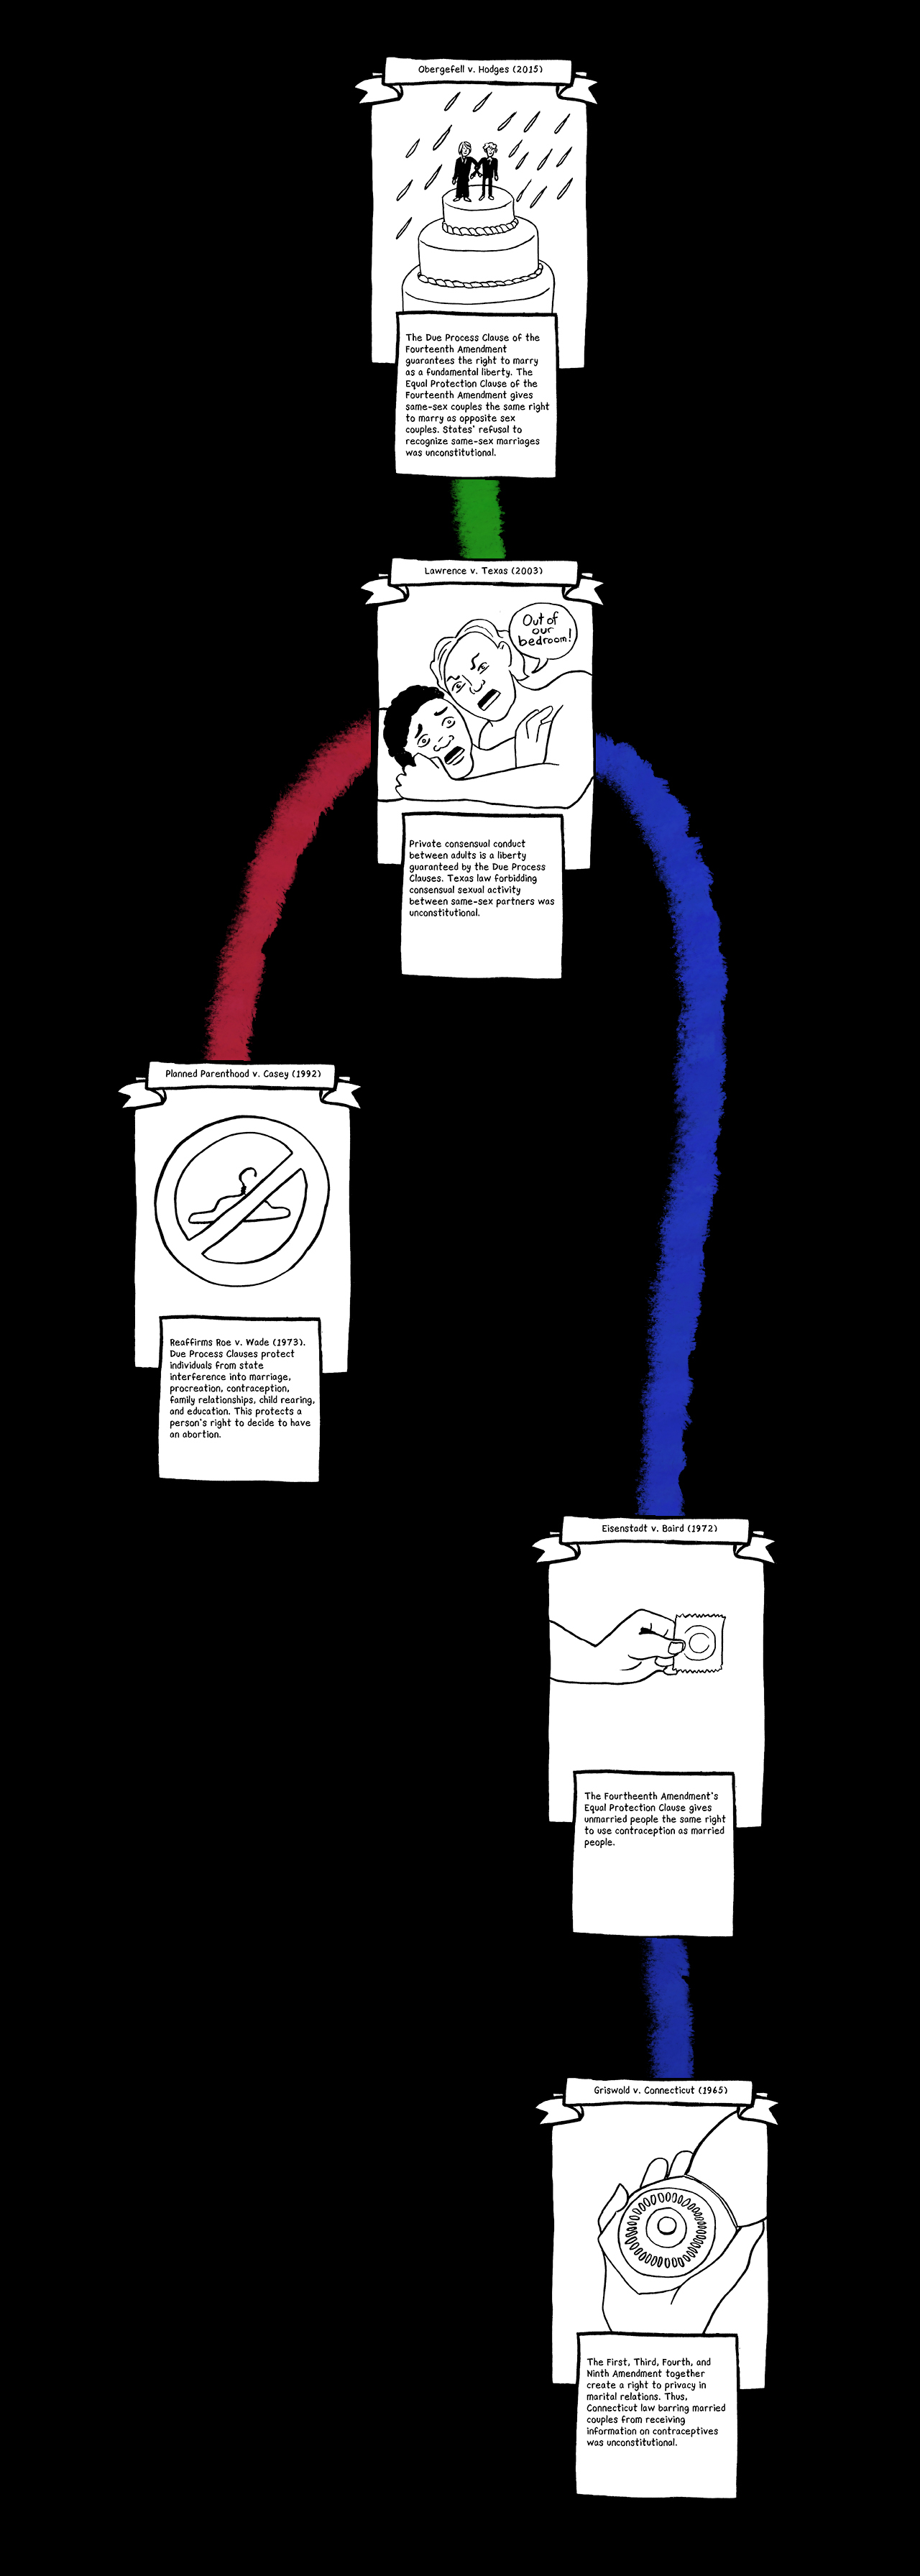 Obergefell v. Hodges (2015)
The Due Process Clause of the
Fourteenth Amendment
guarantees the right to marry
as a fundamental liberty. The
Equal Protection Clause of the
Fourteenth Amendment gives
same-sex couples the same right
to marry as opposite sex
couples. States' refusal to
recognize same-sex marriages
was unconstitutional.
Lawrence v. Texas (2003)
Out of
our
bedroom!
Private consensual conduct
between adults is a liberty
guaranteed by the Due Process
Clauses. Texas law forbidding
consensual sexual activity
between same-sex partners was
unconstitutional.
Planned Parenthood v. Casey (1992)
Reaffirms Roe v. Wade (1973).
Due Process Clauses protect
individuals from state
interference into marriage,
procreation, contraception,
family relationships, child rearing,
and education. This protects a
person's right to decide to have
an abortion.
Eisenstadt v. Baird (1972)
The Fourtheenth Amendment's
Equal Protection Clause gives
unmarried people the same right
to use contraception as married
people.
Griswold v. Connecticut (1965)
The First, Third, Fourth, and
Ninth Amendment together
create a right to privacy in
marital relations. Thus,
Connecticut law barring married
couples from receiving
information on contraceptives
was unconstitutional.